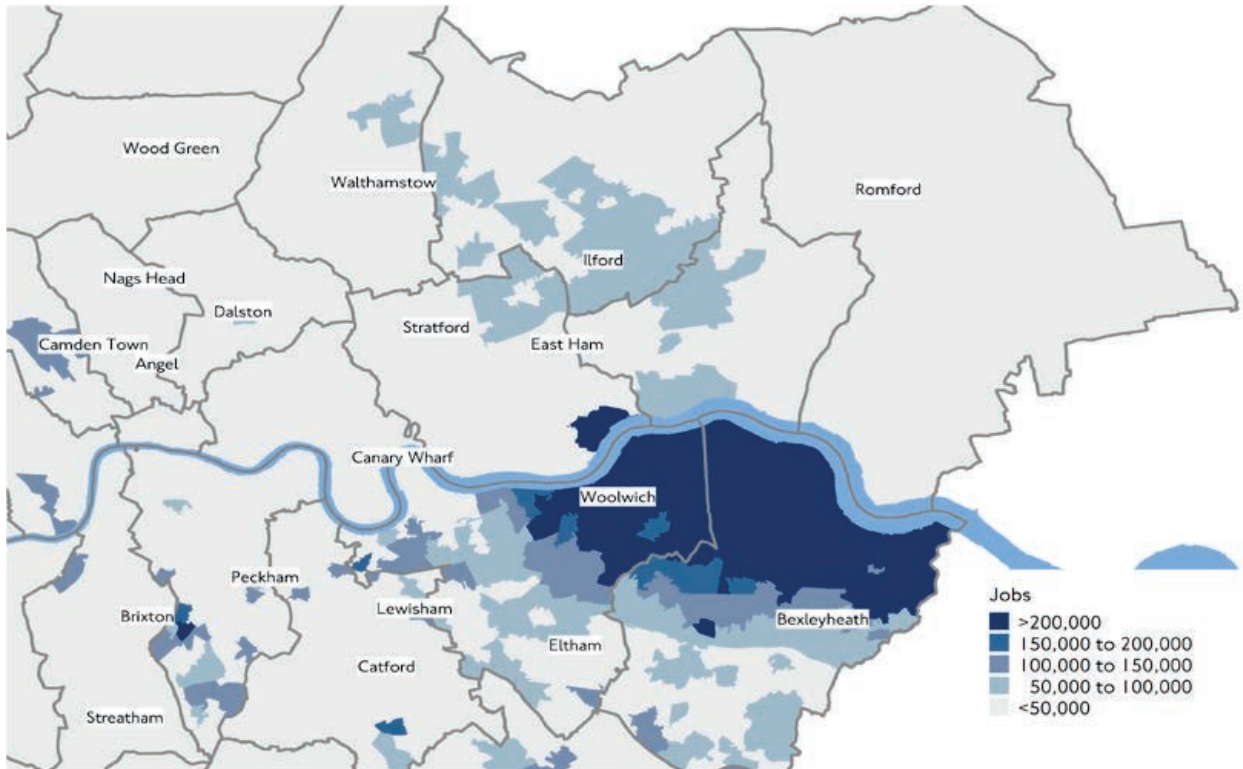 Wood Green
Walthamstow
Romford
Nags Head
Ilford
Dalston
Stratford
Camden Town
East Ham
Angel
Canary Wharf
Woolwich
Peckham
Jobs
Lewisham
Brixton
Bexleyheath
>200,000
150,000 to 200,000
Eltham
100,000 to 150,000
Catford
50,000 to 100,000
<50,000
Streatham